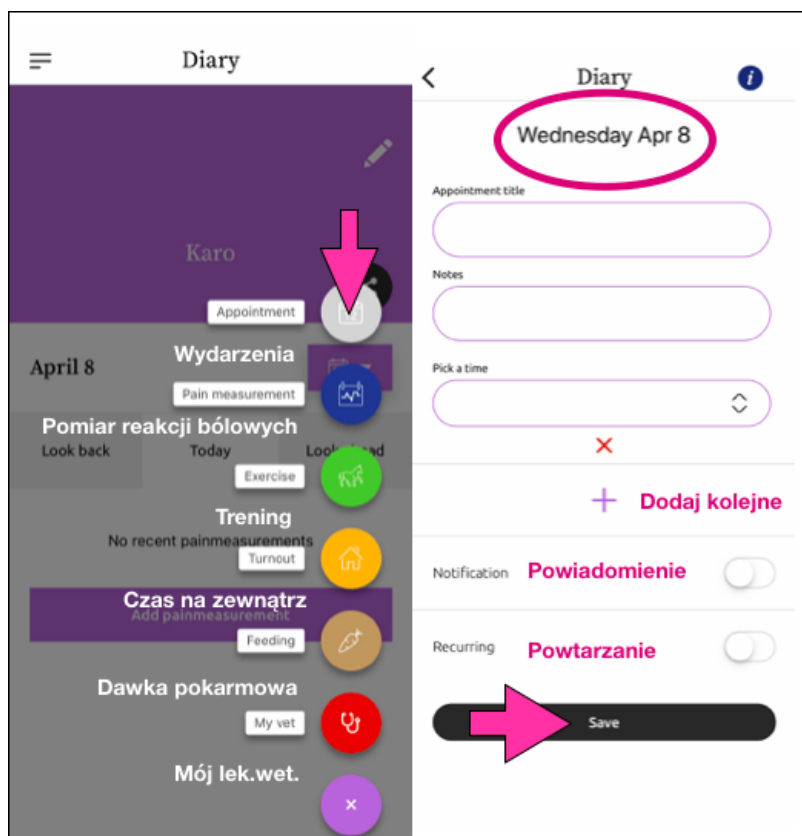 Diary
Karo
Appointment
Wydarzenia
April 8
Pain measurement
Pomiar reakcji bólowych
Look back
Today
Exercise
Trening
No recent painmeasurements
Turnout
Czas na zewnątrz
Add painmeasurement
Feeding
Dawka pokarmowa
My vet
Mój lek.wet.
Diary
Wednesday Apr 8
Appointment title
Notes
Pick a time
Dodaj kolejne
Notification
Powiadomienie
Recurring
Powtarzanie
Save